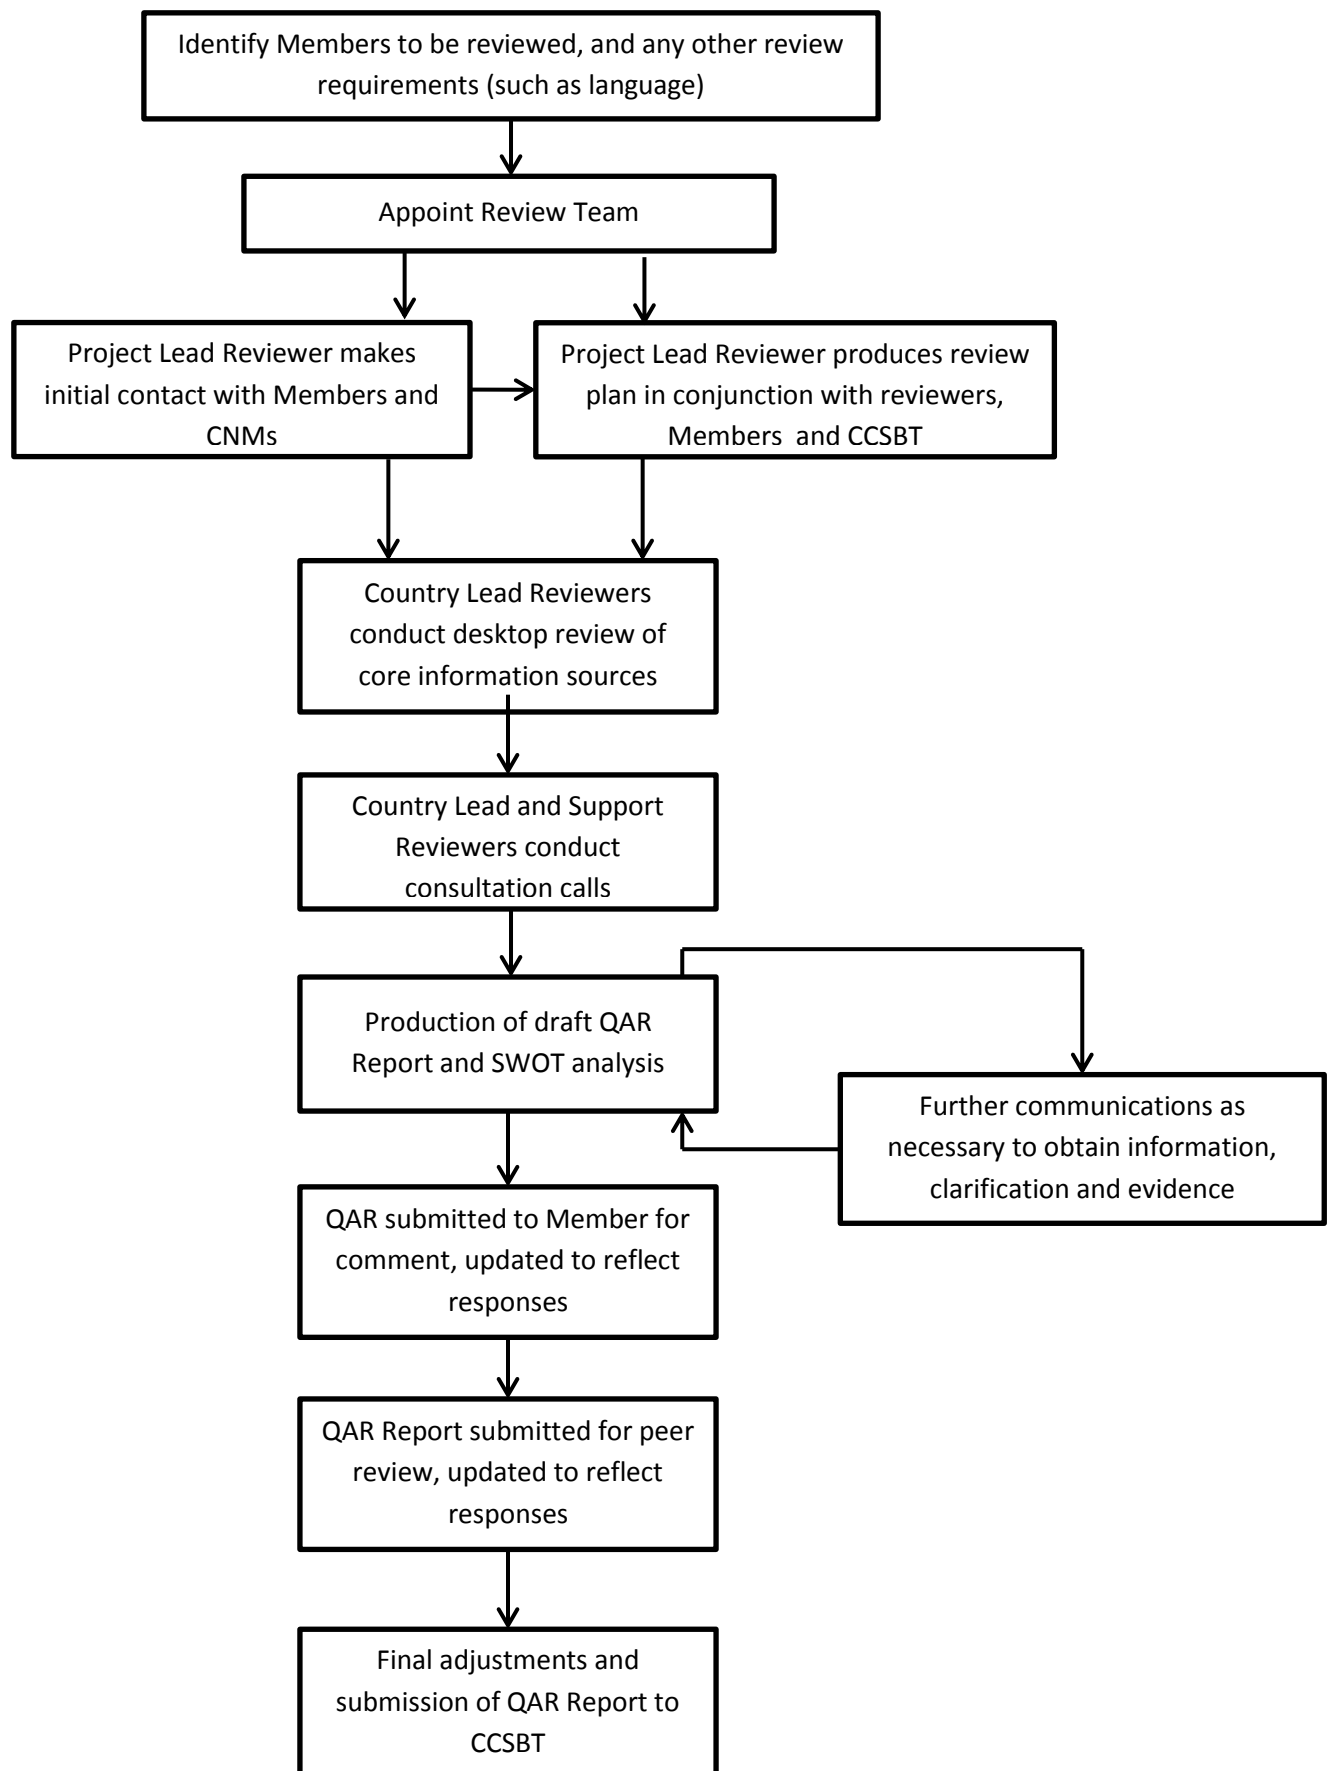 Identify Members to be reviewed, and any other review
requirements (such as language)
Appoint Review Team
Project Lead Reviewer makes
initial contact with Members and
CNMs
Project Lead Reviewer produces review
plan in conjunction with reviewers,
Members and CCSBT
Country Lead Reviewers
conduct desktop review of
core information sources
Country Lead and Support
Reviewers conduct
consultation calls
Production of draft QAR
Report and SWOT analysis
Further communications as
necessary to obtain information,
clarification and evidence
QAR submitted to Member for
comment, updated to reflect
responses
QAR Report submitted for peer
review, updated to reflect
responses
Final adjustments and
submission of QAR Report to
CCSBT